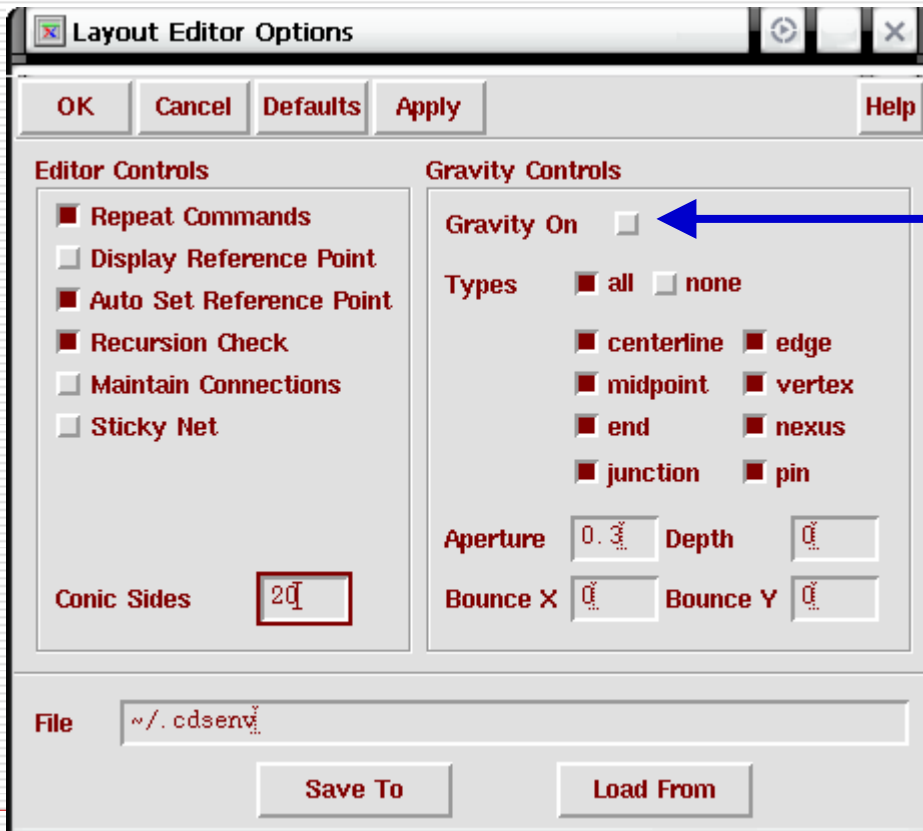 Layout Editor Options
OK Cancel Defaults Apply Help
Editor Controls
Repeat Commands
Display Reference Point
Auto Set Reference Point
Recursion Check
Maintain Connections
Sticky Net
Conic Sides 20
Gravity Controls
Gravity On
Types all none
centerline edge
midpoint vertex
end nexus
junction pin
Aperture 0.3 Depth 0
Bounce X 0 Bounce Y 0
File ~/.cdsenv
Save To Load From